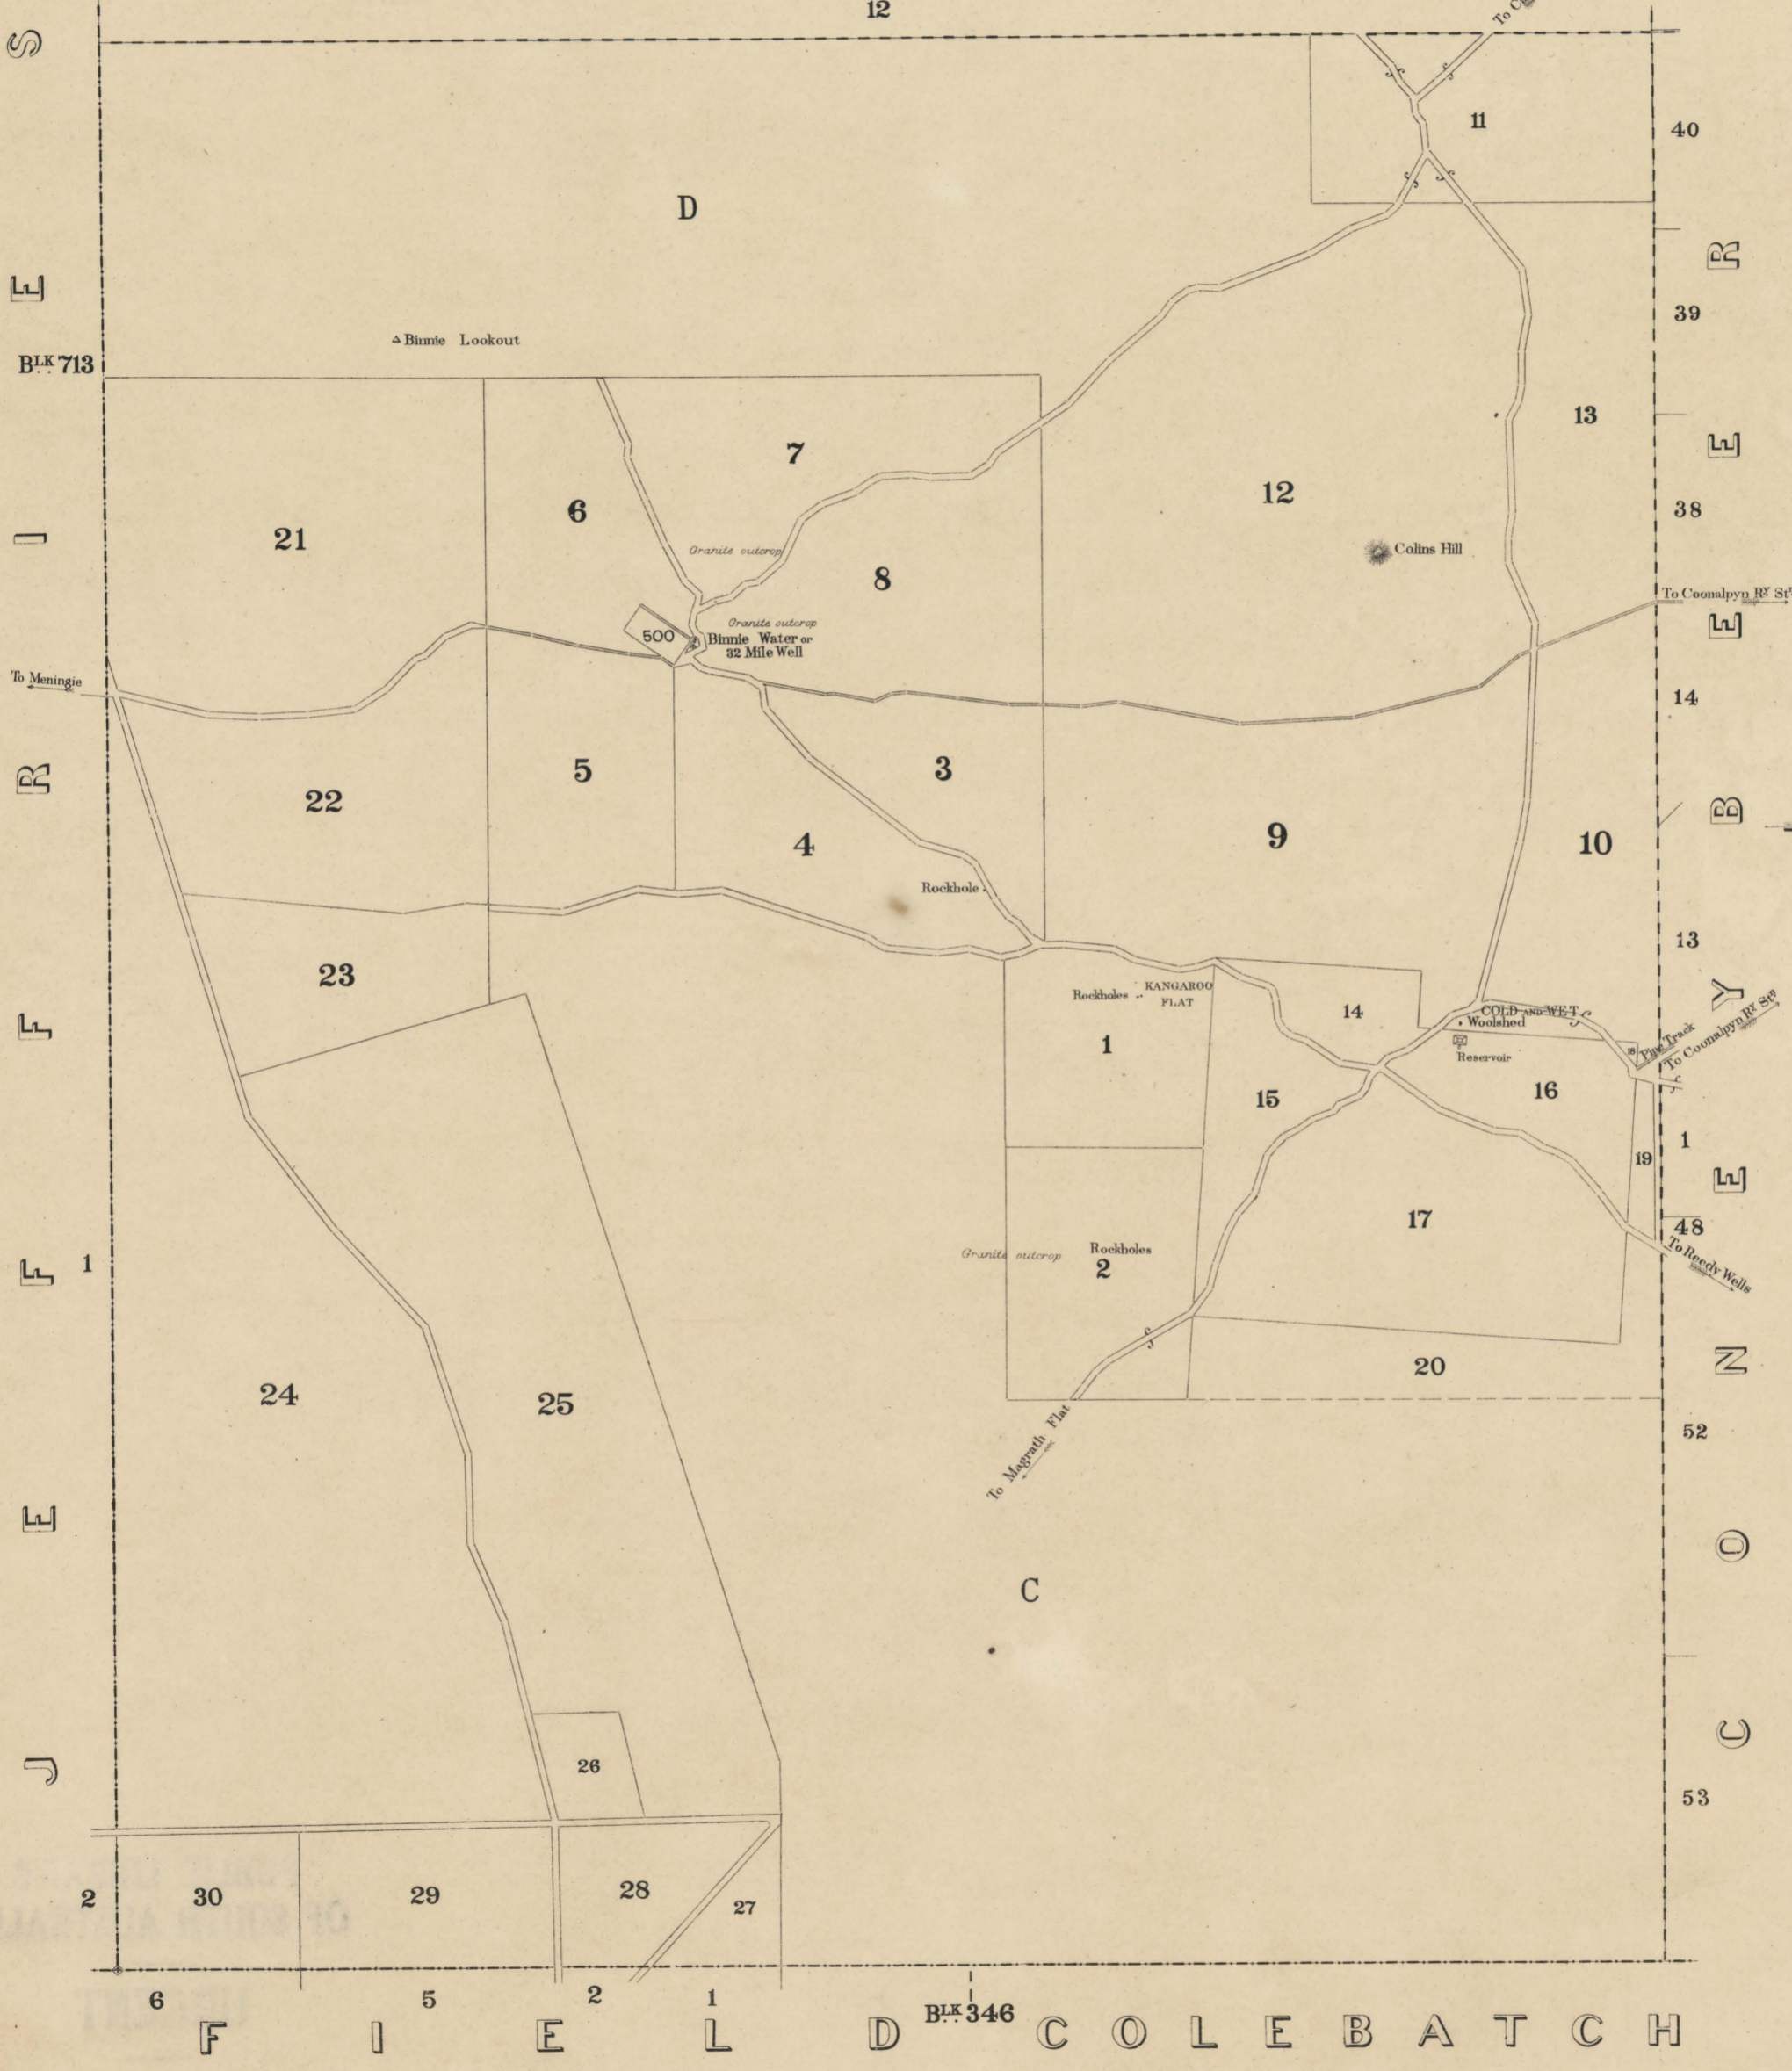 12
To C
11
40
D
39
△ Binnie Lookout
BLK. 713
7
13
12
6
38
21
Granite outcrop
Colins Hill
8
To Coonalpyn Ry. Stn.
Granite outcrop
500
Binnie Water or
32 Mile Well
To Meningie
14
3
5
22
9
4
10
Rockhole
13
23
Rockholes
KANGAROO
FLAT
14
COLD AND WET
Woolshed
Reservoir
18
Pipe Track
To Coonalpyn Ry. Stn.
1
16
15
1
19
17
48
To Reedy Wells
Granite outcrop
Rockholes
2
1
20
24
25
52
To Magrath Flat
C
26
53
2
30
29
28
27
6
5
2
1
BLK. 346
JEFFRIES
CONEYBEER
FIELD
COLEBATCH